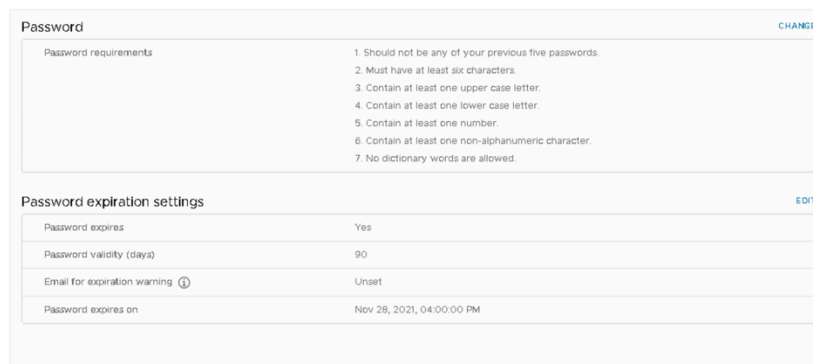 Password CHANGE
Password requirements 1. Should not be any of your previous five passwords.
2. Must have at least six characters.
3. Contain at least one upper case letter.
4. Contain at least one lower case letter.
5. Contain at least one number.
6. Contain at least one non-alphanumeric character.
7. No dictionary words are allowed.
Password expiration settings EDIT
Password expires Yes
Password validity (days) 90
Email for expiration warning Unset
Password expires on Nov 28, 2021, 04:00:00 PM